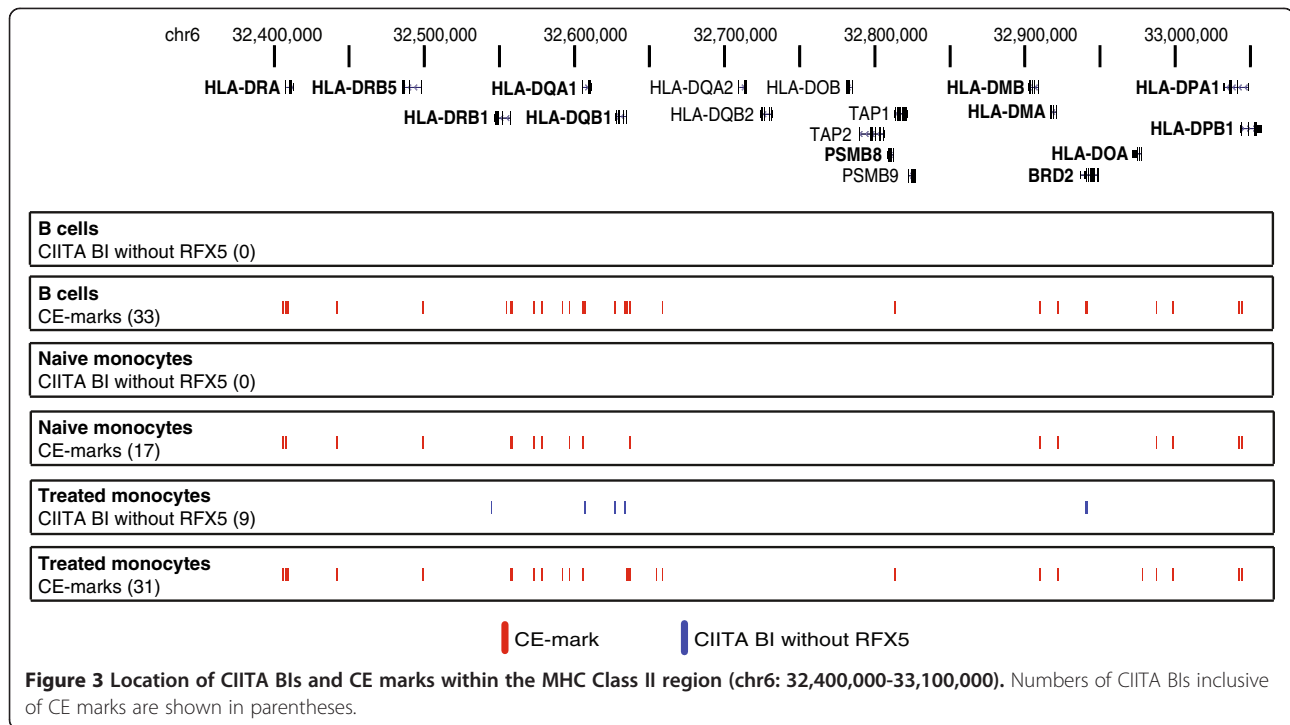 chr6 32,400,000 32,500,000 32,600,000 32,700,000 32,800,000 32,900,000 33,000,000
HLA-DRA HLA-DRB5 HLA-DQA1 HLA-DQA2 HLA-DOB HLA-DMB HLA-DPA1
HLA-DRB1 HLA-DQB1 HLA-DQB2 TAP1 HLA-DMA HLA-DPB1
TAP2
PSMB8 HLA-DOA
PSMB9 BRD2
B cells
CIITA BI without RFX5 (0)
B cells
CE-marks (33)
Naive monocytes
CIITA BI without RFX5 (0)
Naive monocytes
CE-marks (17)
Treated monocytes
CIITA BI without RFX5 (9)
Treated monocytes
CE-marks (31)
CE-mark CIITA BI without RFX5
Figure 3 Location of CIITA BIs and CE marks within the MHC Class II region (chr6: 32,400,000-33,100,000). Numbers of CIITA BIs inclusive
of CE marks are shown in parentheses.